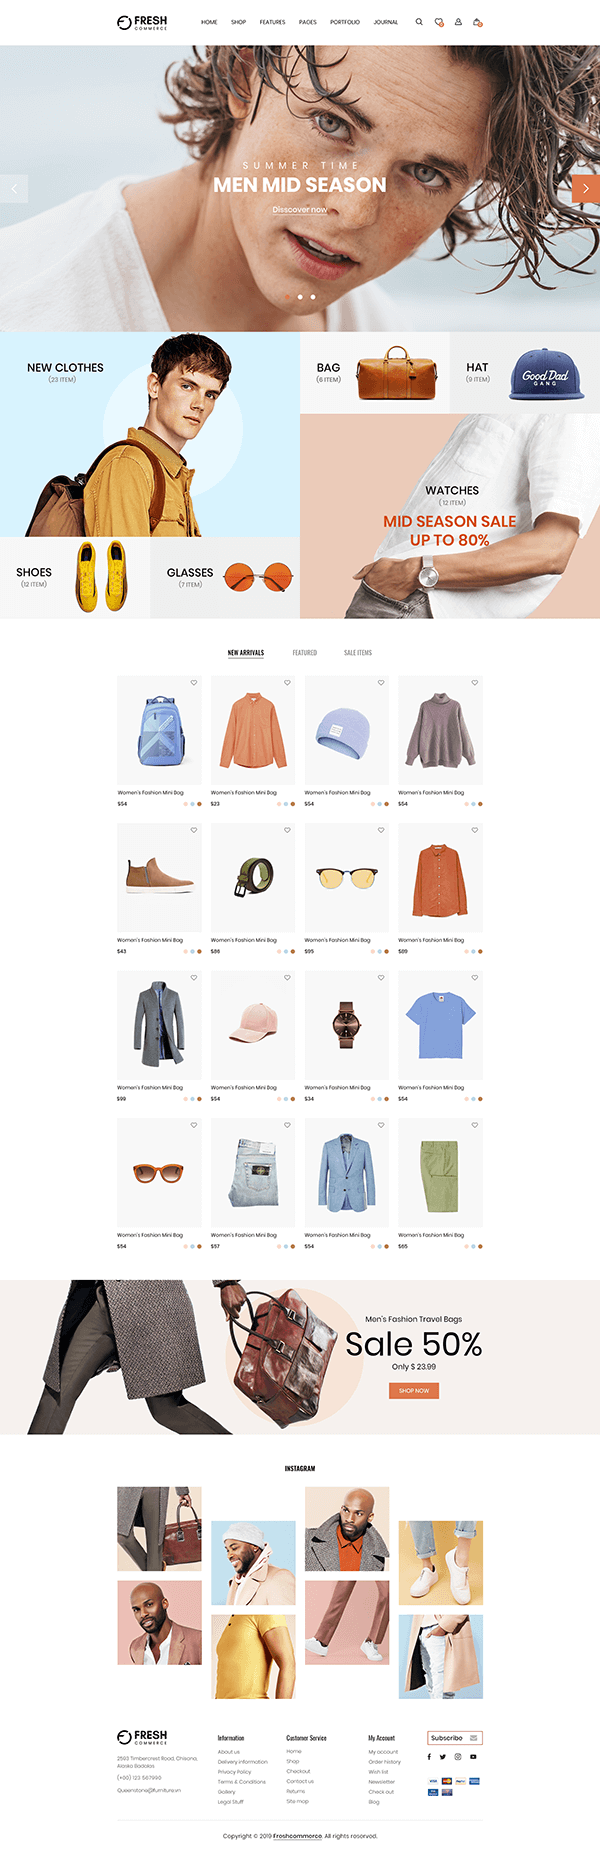 FRESH
COMMERCE
HOME SHOP FEATURES PAGES PORTFOLIO JOURNAL
SUMMER TIME
MEN MID SEASON
Disscover now
NEW CLOTHES
(23 ITEM)
BAG
(6 ITEM)
HAT
(9 ITEM)
Good Dad
GANG
WATCHES
(12 ITEM)
MID SEASON SALE
UP TO 80%
SHOES
(12 ITEM)
GLASSES
(7 ITEM)
NEW ARRIVALS FEATURED SALE ITEMS
Women's Fashion Mini Bag Women's Fashion Mini Bag Women's Fashion Mini Bag Women's Fashion Mini Bag
$54 $23 $54 $54
Women's Fashion Mini Bag Women's Fashion Mini Bag Women's Fashion Mini Bag Women's Fashion Mini Bag
$43 $86 $95 $89
Women's Fashion Mini Bag Women's Fashion Mini Bag Women's Fashion Mini Bag Women's Fashion Mini Bag
$99 $54 $34 $54
Women's Fashion Mini Bag Women's Fashion Mini Bag Women's Fashion Mini Bag Women's Fashion Mini Bag
$54 $57 $54 $65
Men's Fashion Travel Bags
Sale 50%
Only $ 23.99
SHOP NOW
INSTAGRAM
FRESH
COMMERCE
2593 Timbercrest Road, Chisana,
Alaska Badalas
(+00) 123 567990
Queenstone@furniture.vn
Information
About us
Delivery information
Privacy Policy
Terms & Conditions
Gallery
Legal Stuff
Customer Service
Home
Shop
Checkout
Contact us
Returns
Site map
My Account
My account
Order history
Wish list
Newsletter
Check out
Blog
Subscribe
VISA
Copyright © 2019 Freshcommerce. All rights reserved.